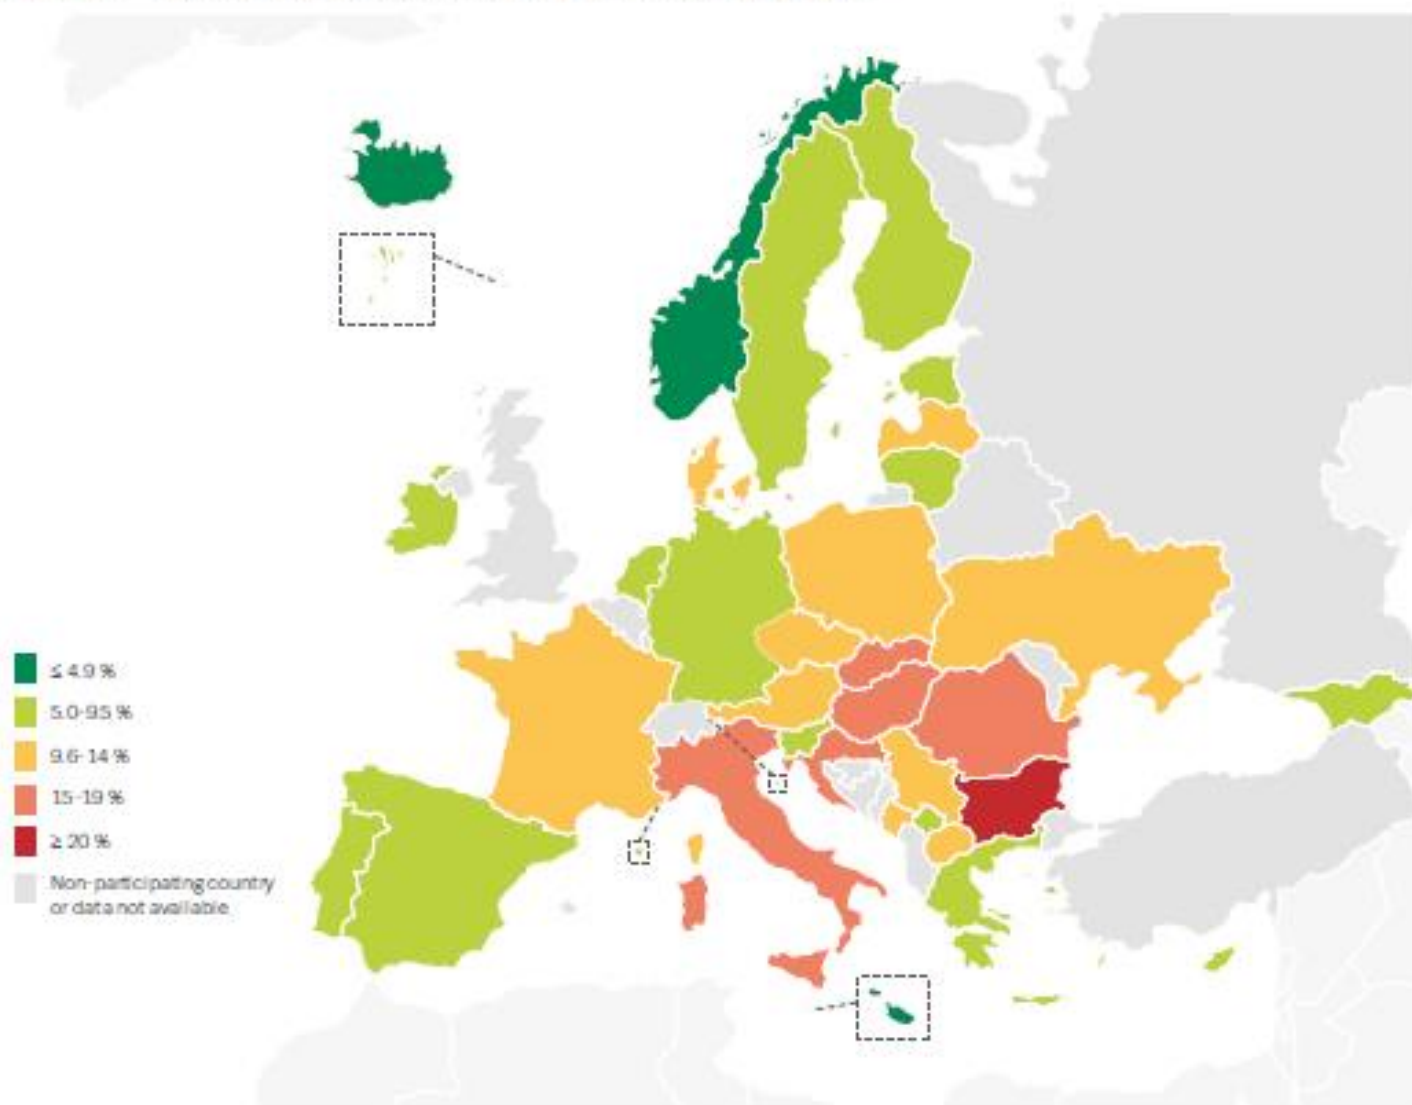 ≤ 4.9 %
5.0-9.5 %
9.6-14 %
15-19 %
≥ 20 %
Non-participating country
or data not available